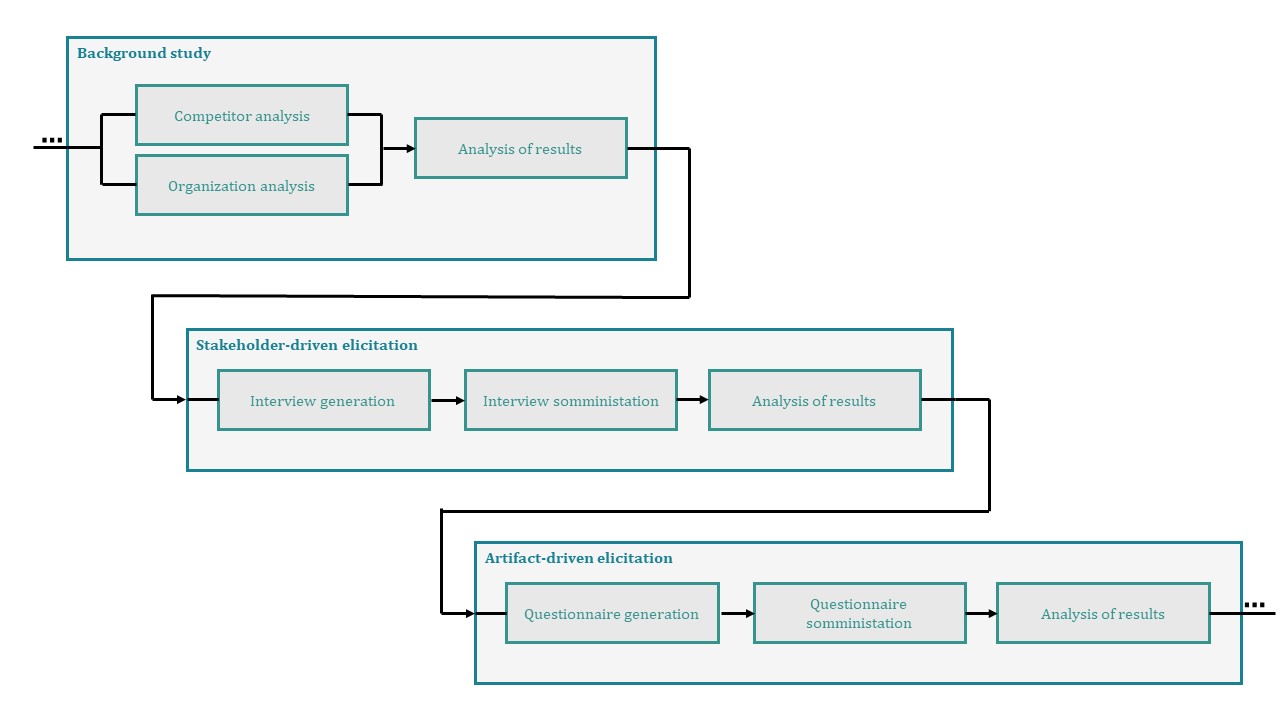 Background study
Competitor analysis
...
Analysis of results
Organization analysis
Stakeholder-driven elicitation
Interview generation
Interview somministation
Analysis of results
Artifact-driven elicitation
Questionnaire generation
Questionnaire
somministation
Analysis of results
...